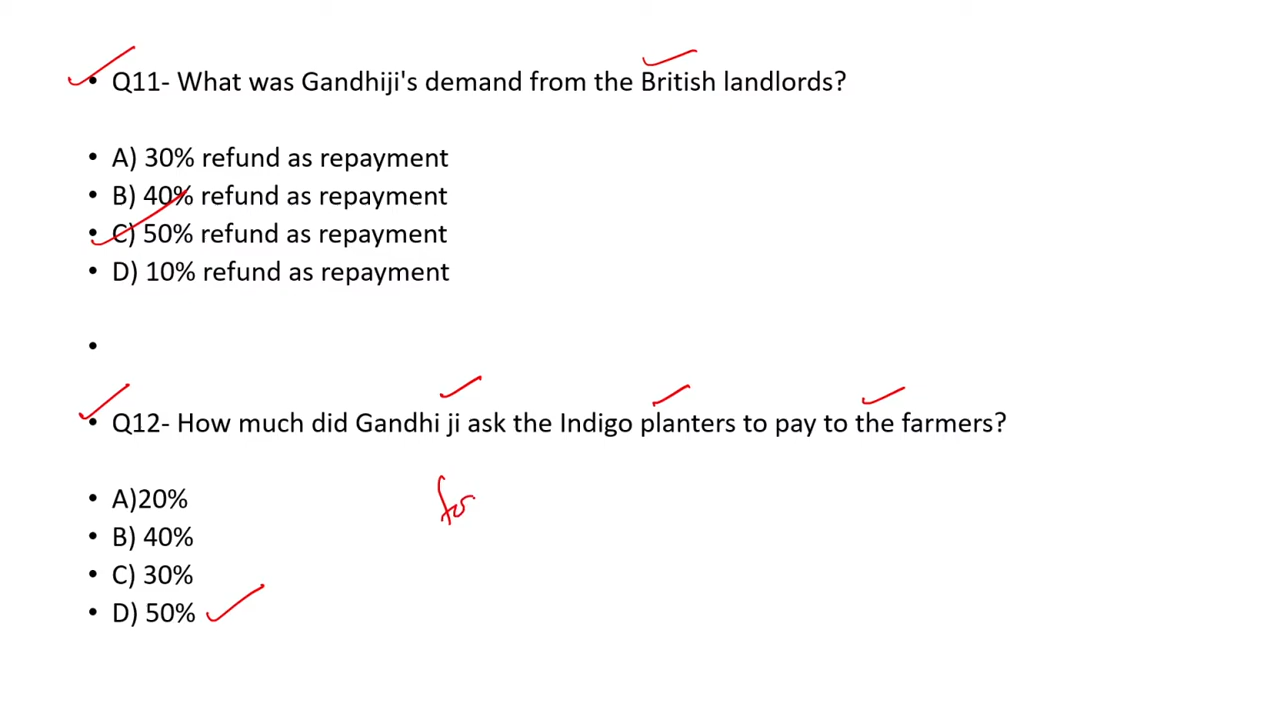 • Q11- What was Gandhiji's demand from the British landlords?
• A) 30% refund as repayment
• B) 40% refund as repayment
• C) 50% refund as repayment
• D) 10% refund as repayment
•
• Q12- How much did Gandhi ji ask the Indigo planters to pay to the farmers?
• A)20%
• B) 40%
• C) 30%
• D) 50%